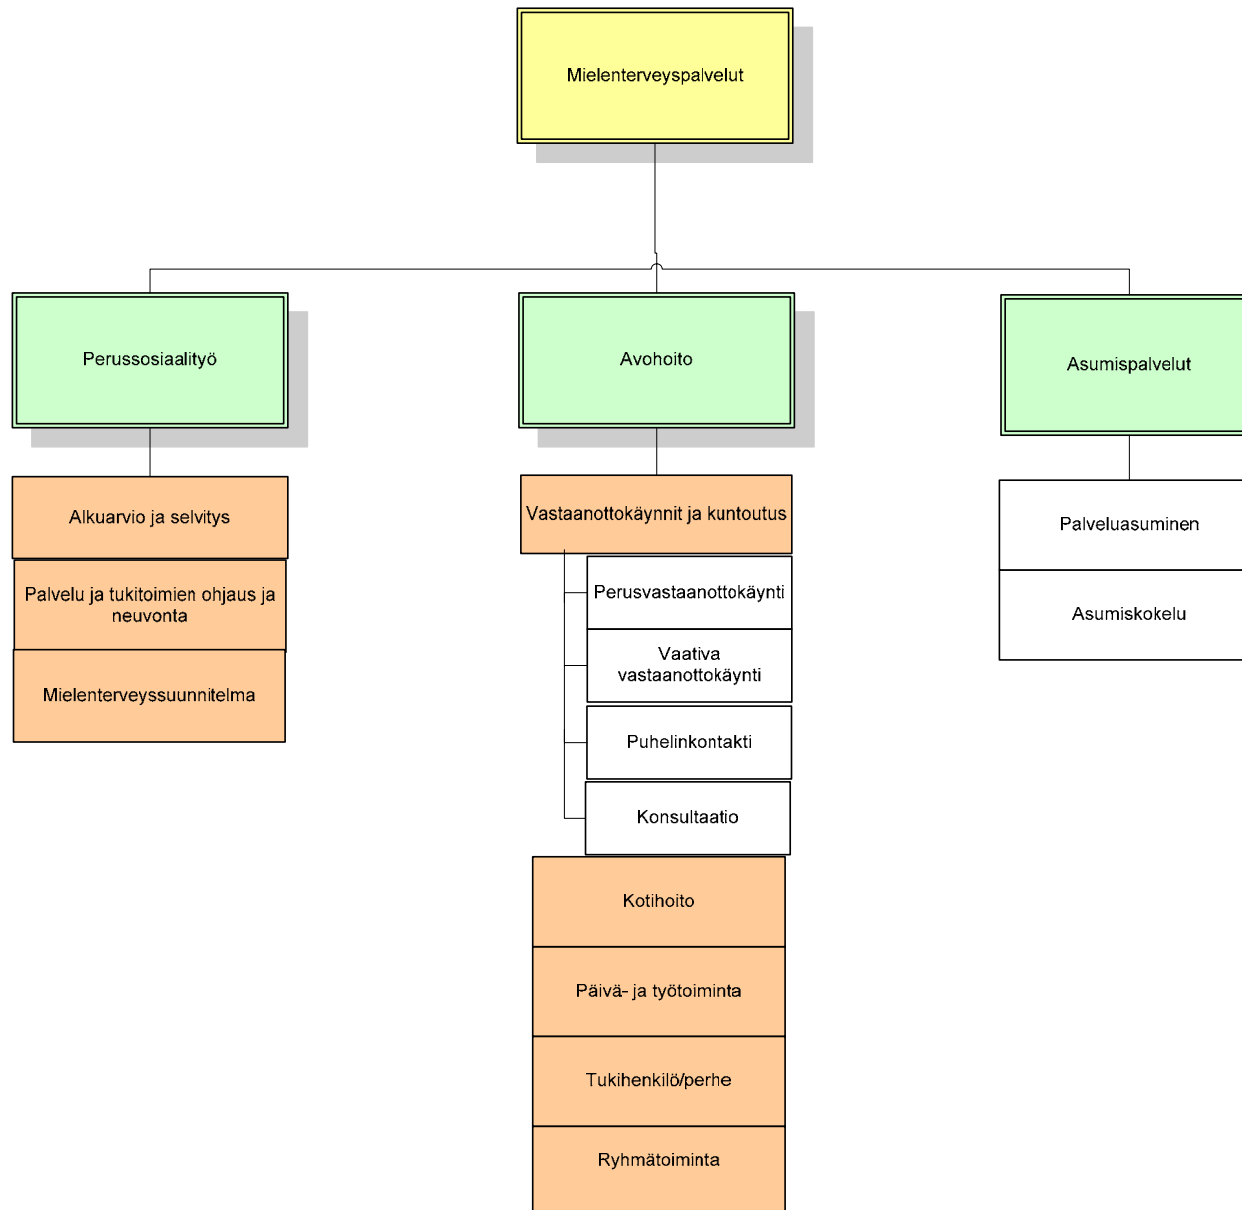 Mielenterveyspalvelut
Perussosiaalityö
Avohoito
Asumispalvelut
Alkuarvio ja selvitys
Palvelu ja tukitoimien ohjaus ja
neuvonta
Mielenterveyssuunnitelma
Vastaanottokäynnit ja kuntoutus
Perusvastaanottokäynti
Vaativa
vastaanottokäynti
Puhelinkontakti
Konsultaatio
Kotihoito
Päivä- ja työtoiminta
Tukihenkilö/perhe
Ryhmätoiminta
Palveluasuminen
Asumiskokelu